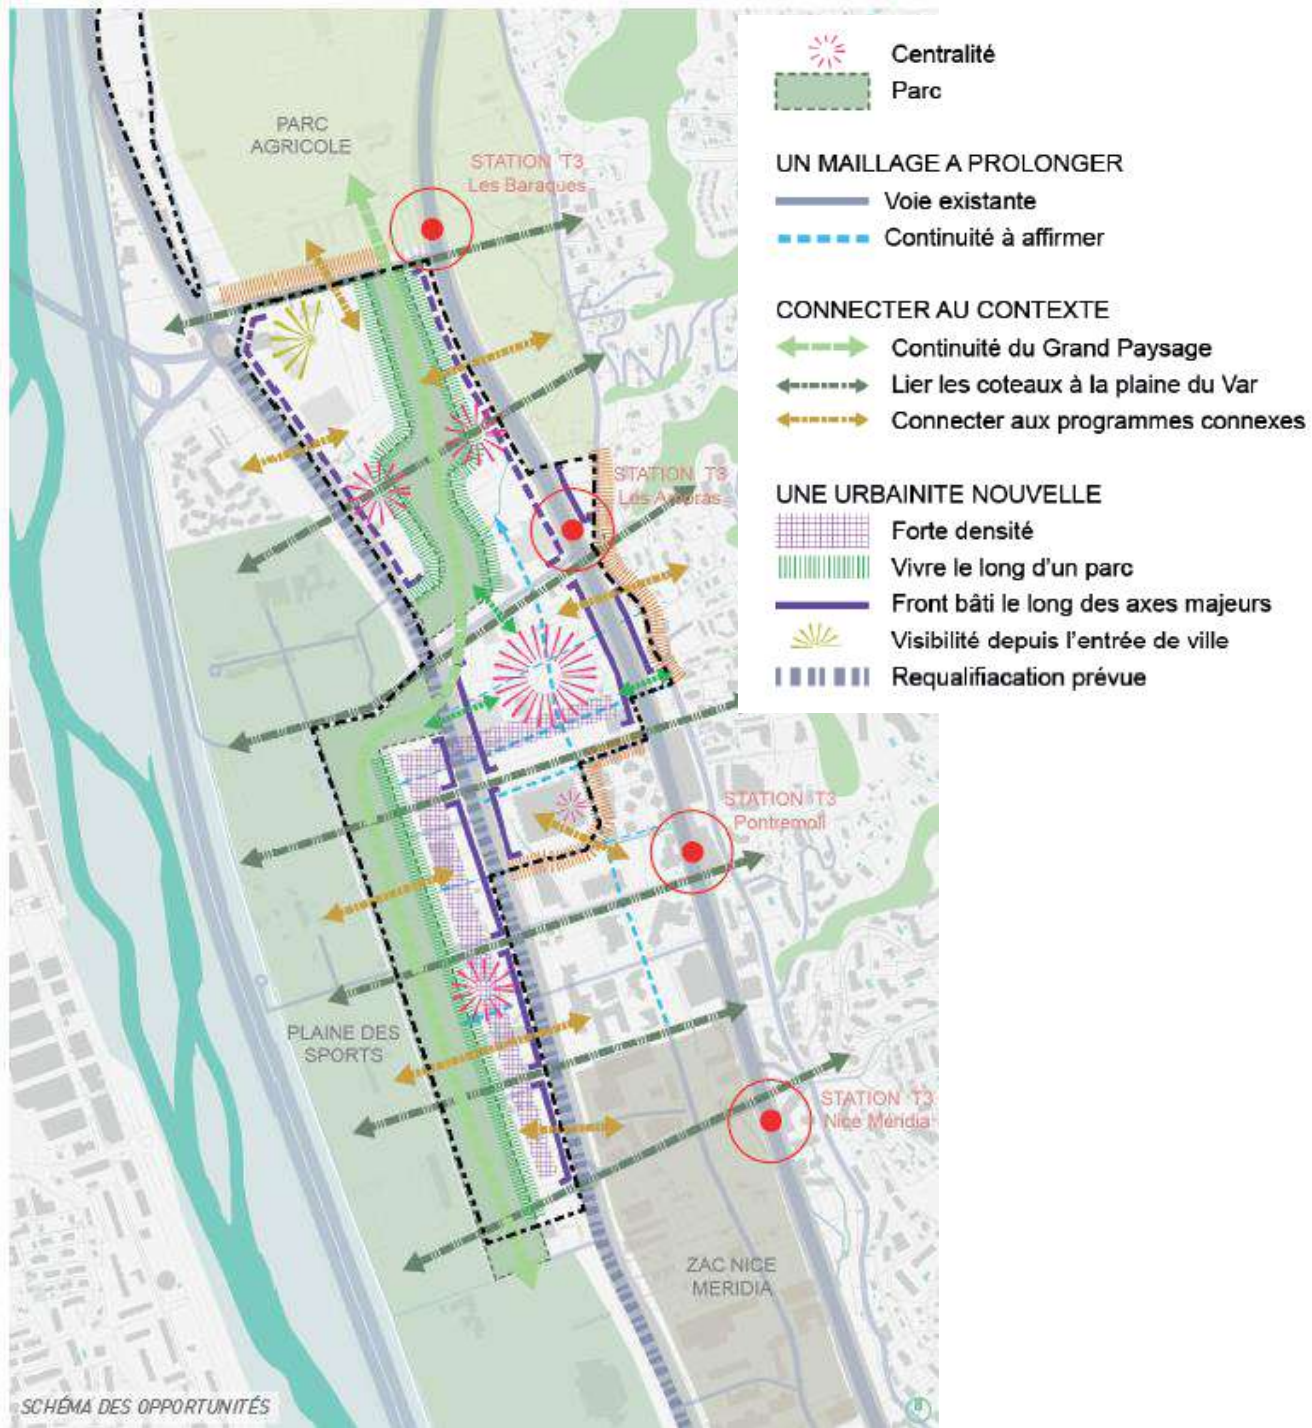 Centralité
Parc
UN MAILLAGE A PROLONGER
Voie existante
Continuité à affirmer
CONNECTER AU CONTEXTE
Continuité du Grand Paysage
Lier les coteaux à la plaine du Var
Connecter aux programmes connexes
UNE URBAINITE NOUVELLE
Forte densité
Vivre le long d'un parc
Front bâti le long des axes majeurs
Visibilité depuis l'entrée de ville
Requalifiacation prévue
PARC
AGRICOLE
STATION T3
Les Baraques
STATION T3
Les Arboras
STATION T3
Pontremoli
PLAINE DES
SPORTS
STATION T3
Nice Méridia
ZAC NICE
MERIDIA
SCHÉMA DES OPPORTUNITÉS